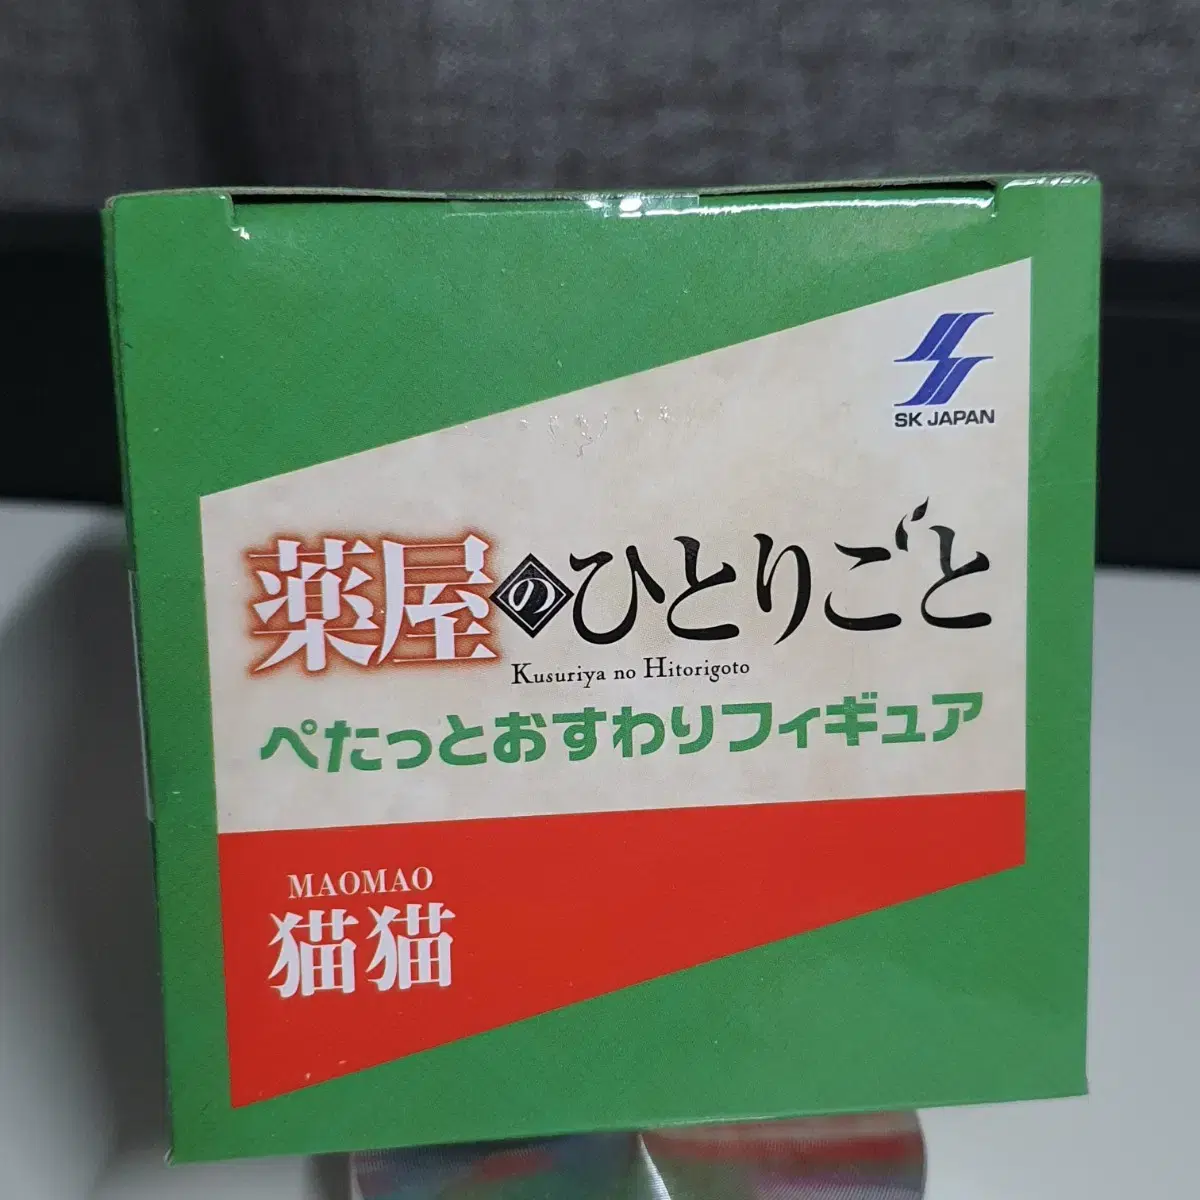 SK JAPAN
薬屋のひとりごと
Kusuriya no Hitorigoto
ぺたっとおすわりフィギュア
MAOMAO
猫猫